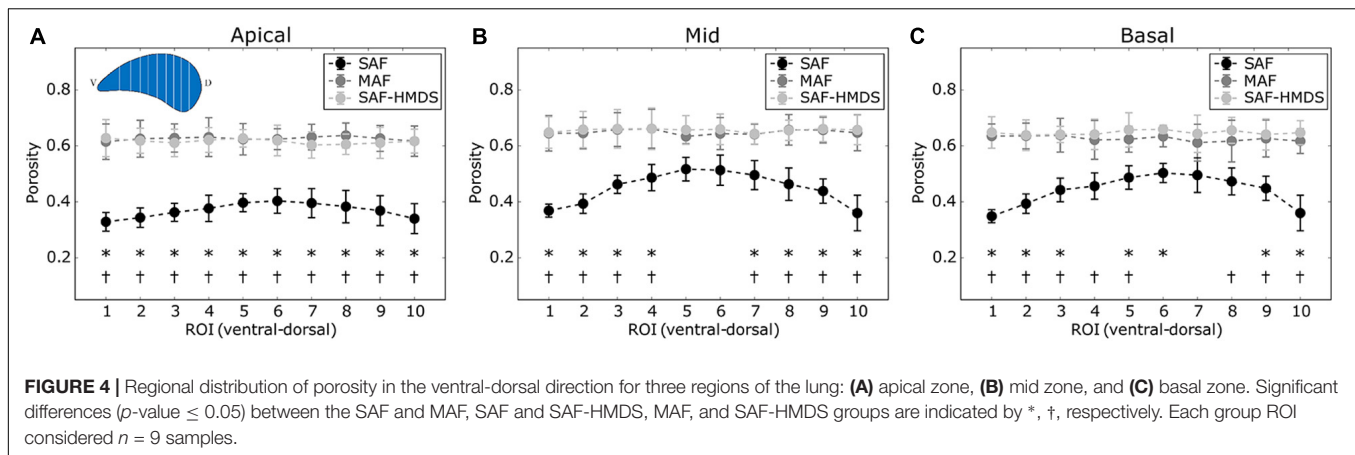 A Apical
0.8
0.6
0.4
0.2
Porosity
V D
SAF
MAF
SAF-HMDS
* * * * * * * * * *
† † † † † † † † † †
1 2 3 4 5 6 7 8 9 10
ROI (ventral-dorsal)
B Mid
0.8
0.6
0.4
0.2
Porosity
SAF
MAF
SAF-HMDS
* * * * * * * *
† † † † † † † †
1 2 3 4 5 6 7 8 9 10
ROI (ventral-dorsal)
C Basal
0.8
0.6
0.4
0.2
Porosity
SAF
MAF
SAF-HMDS
* * * * * *
† † † † † † † †
1 2 3 4 5 6 7 8 9 10
ROI (ventral-dorsal)
FIGURE 4 | Regional distribution of porosity in the ventral-dorsal direction for three regions of the lung: (A) apical zone, (B) mid zone, and (C) basal zone. Significant
differences (p-value ≤ 0.05) between the SAF and MAF, SAF and SAF-HMDS, MAF, and SAF-HMDS groups are indicated by *, †, respectively. Each group ROI
considered n = 9 samples.